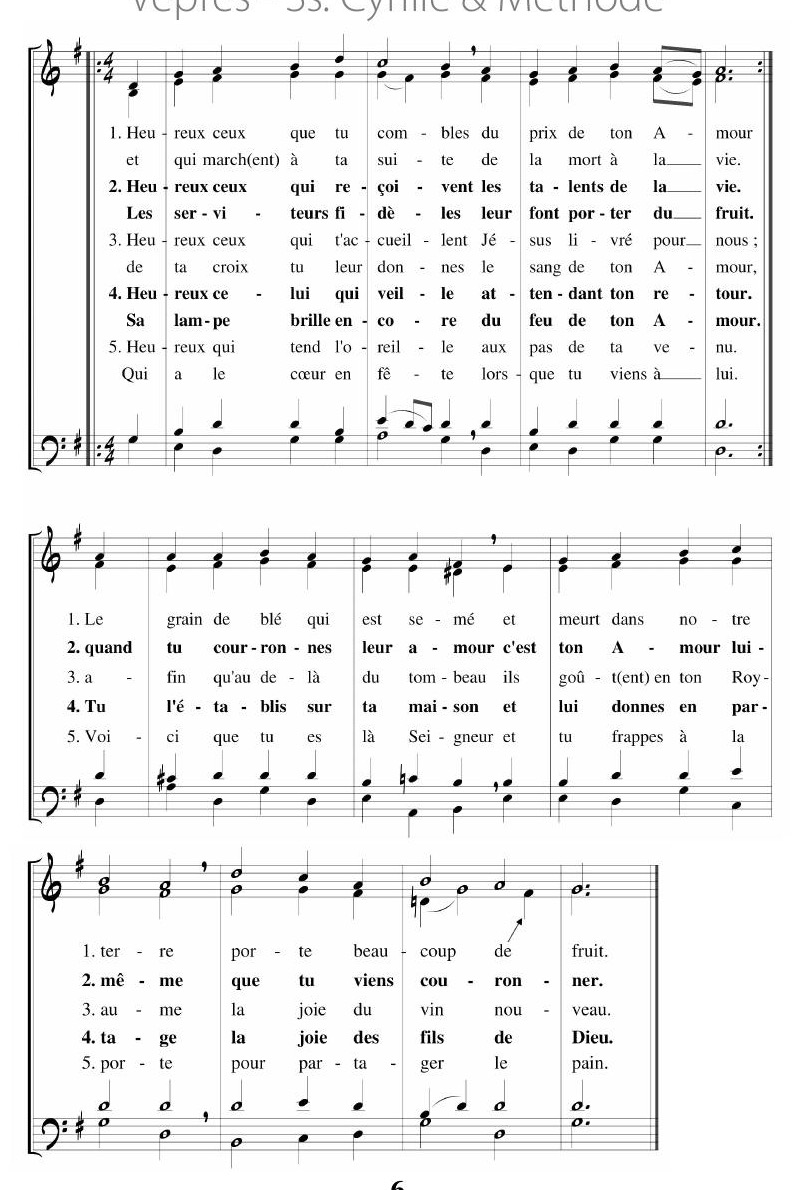 Vêpres - Ss. Cyrille & Méthode
1. Heu - reux ceux que tu com - bles du prix de ton A - mour
et qui march(ent) à ta sui - te de la mort à la vie.
2. Heu - reux ceux qui re - çoi - vent les ta - lents de la vie.
Les ser - vi - teurs fi - dè - les leur font por - ter du fruit.
3. Heu - reux ceux qui t'ac - cueil - lent Jé - sus li - vré pour nous ;
de ta croix tu leur don - nes le sang de ton A - mour,
4. Heu - reux ce - lui qui veil - le at - ten - dant ton re - tour.
Sa lam - pe brille en - co - re du feu de ton A - mour.
5. Heu - reux qui tend l'o - reil - le aux pas de ta ve - nu.
Qui a le cœur en fê - te lors - que tu viens à lui.
1. Le grain de blé qui est se - mé et meurt dans no - tre
2. quand tu cour - ron - nes leur a - mour c'est ton A - mour lui -
3. a - fin qu'au de - là du tom - beau ils goû - t(ent) en ton Roy -
4. Tu l'é - ta - blis sur ta mai - son et lui donnes en par -
5. Voi - ci que tu es là Sei - gneur et tu frappes à la
1. ter - re por - te beau - coup de fruit.
2. mê - me que tu viens cou - ron - ner.
3. au - me la joie du vin nou - veau.
4. ta - ge la joie des fils de Dieu.
5. por - te pour par - ta - ger le pain.
6